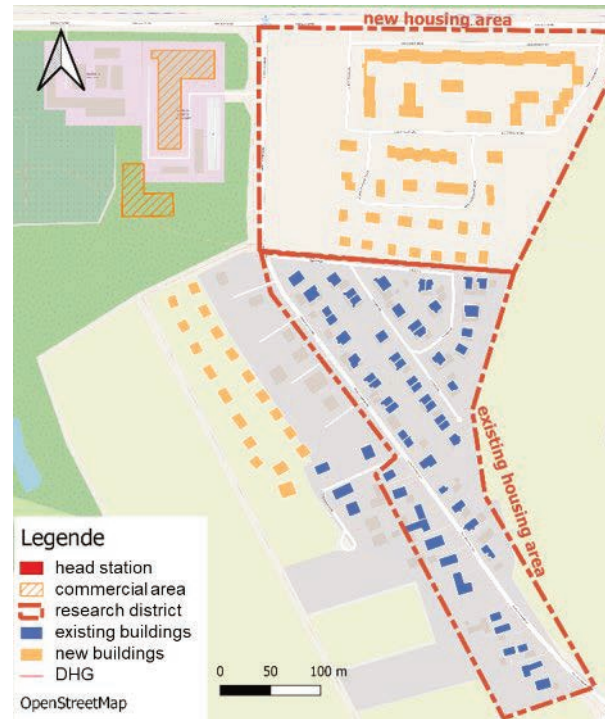 new housing area
existing housing area
Legende
head station
commercial area
research district
existing buildings
new buildings
DHG
OpenStreetMap
0 50 100 m